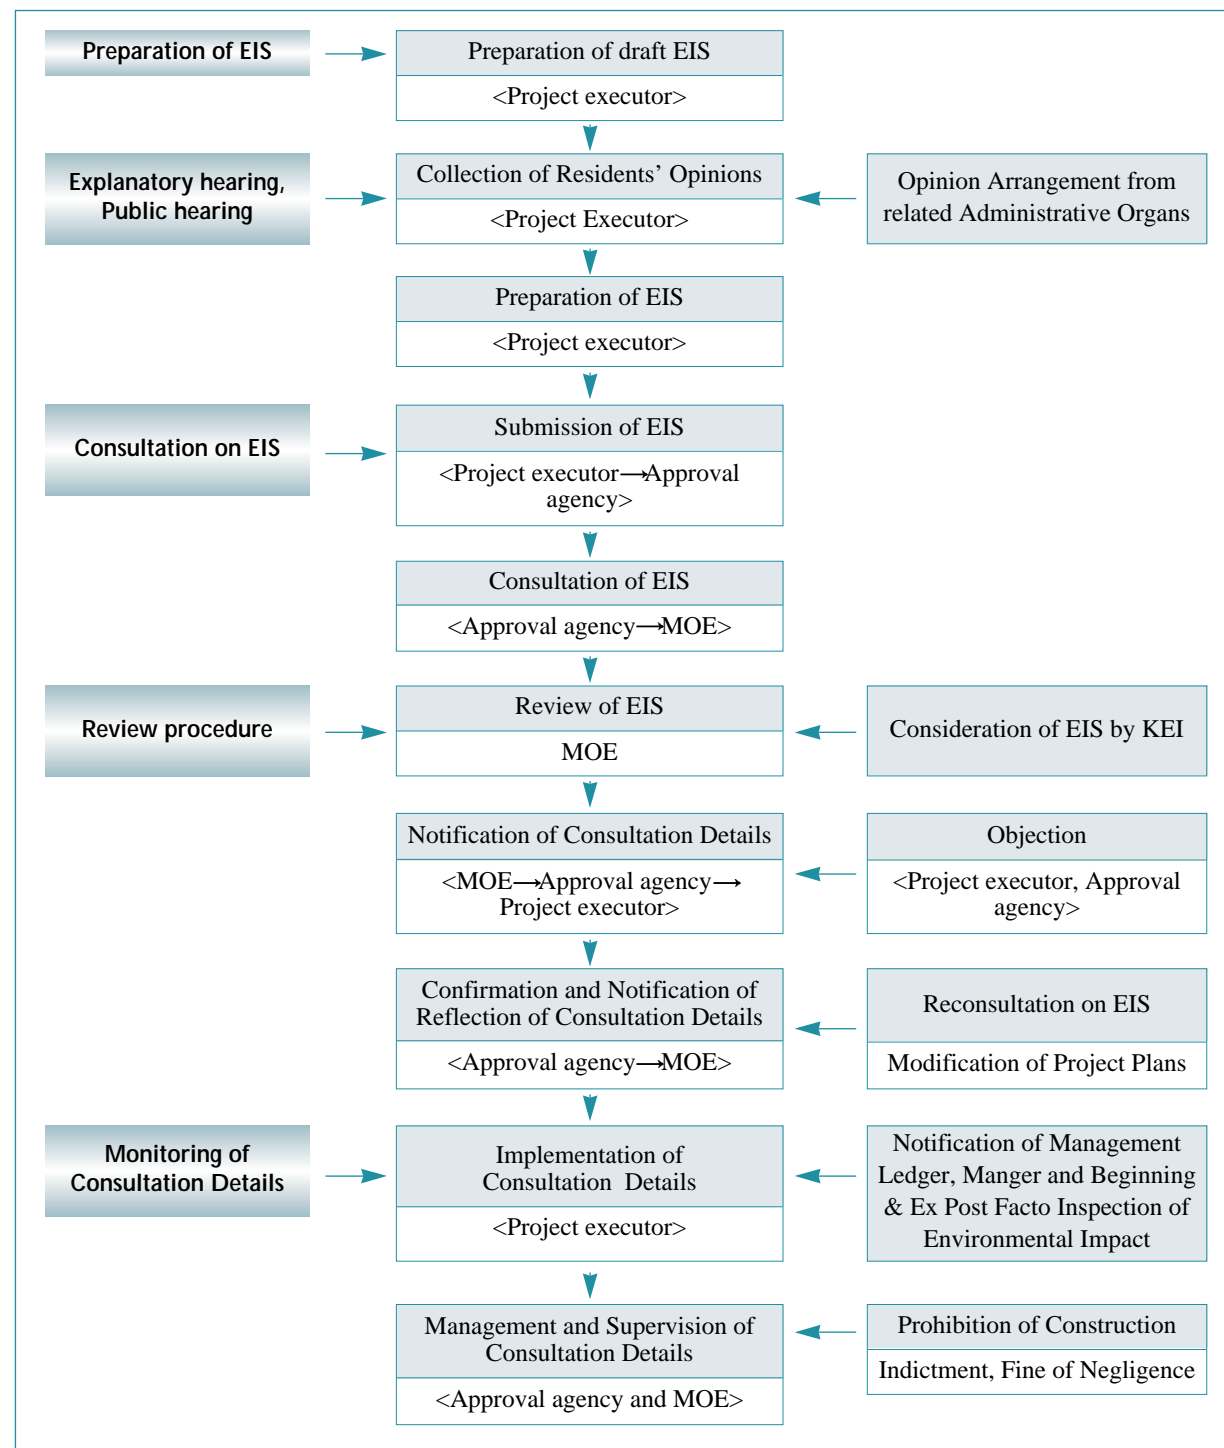 Preparation of EIS
Preparation of draft EIS
<Project executor>
Explanatory hearing,
Public hearing
Collection of Residents’ Opinions
<Project Executor>
Opinion Arrangement from
related Administrative Organs
Preparation of EIS
<Project executor>
Consultation on EIS
Submission of EIS
<Project executor→Approval
agency>
Consultation of EIS
<Approval agency→MOE>
Review procedure
Review of EIS
MOE
Consideration of EIS by KEI
Notification of Consultation Details
<MOE→Approval agency→
Project executor>
Objection
<Project executor, Approval
agency>
Confirmation and Notification of
Reflection of Consultation Details
<Approval agency→MOE>
Reconsultation on EIS
Modification of Project Plans
Monitoring of
Consultation Details
Implementation of
Consultation Details
<Project executor>
Notification of Management
Ledger, Manger and Beginning
& Ex Post Facto Inspection of
Environmental Impact
Management and Supervision of
Consultation Details
<Approval agency and MOE>
Prohibition of Construction
Indictment, Fine of Negligence